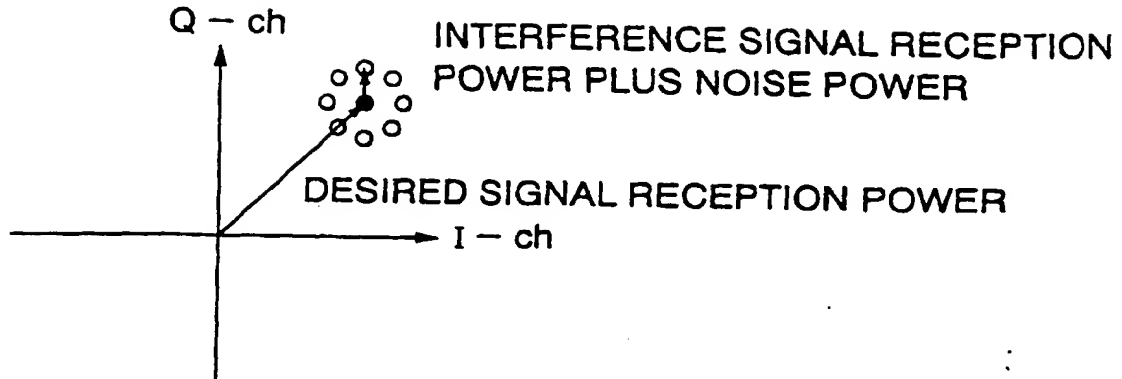 Q – ch
INTERFERENCE SIGNAL RECEPTION
POWER PLUS NOISE POWER
DESIRED SIGNAL RECEPTION POWER
I – ch